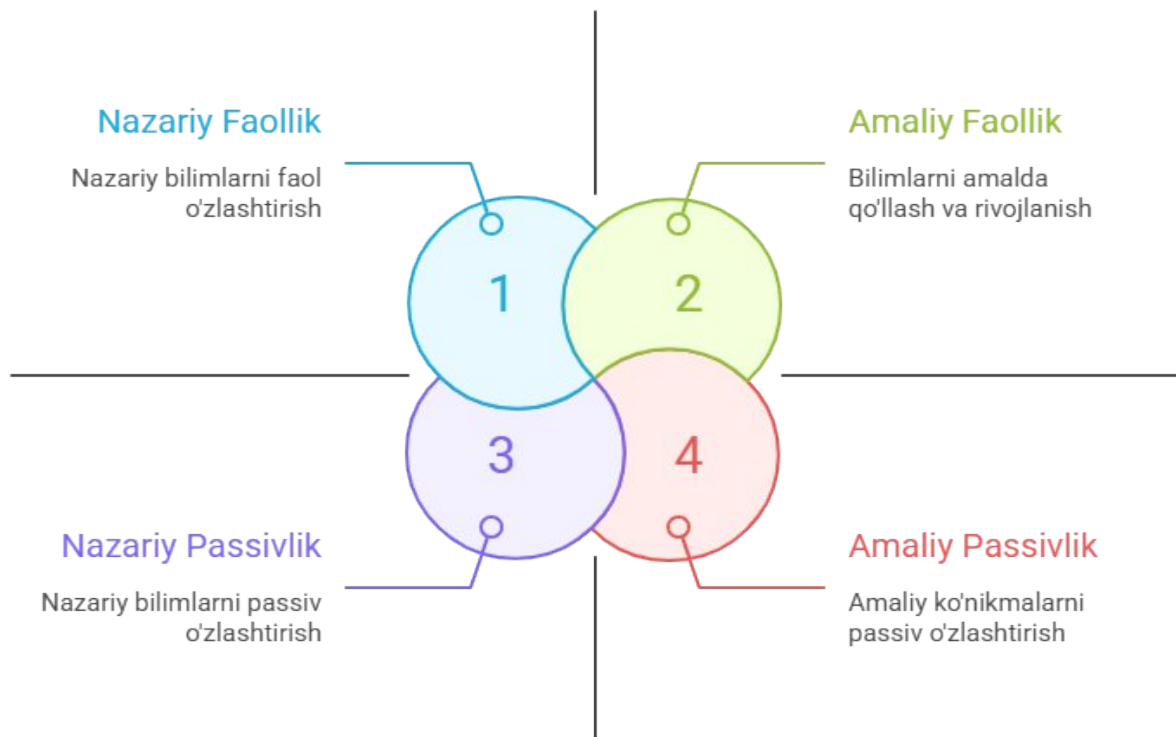 Nazariy Faollik
Nazariy bilimlarni faol
o'zlashtirish
1
Amaliy Faollik
Bilimlarni amalda
qo'llash va rivojlanish
2
3
Nazariy Passivlik
Nazariy bilimlarni passiv
o'zlashtirish
4
Amaliy Passivlik
Amaliy ko'nikmalarni
passiv o'zlashtirish